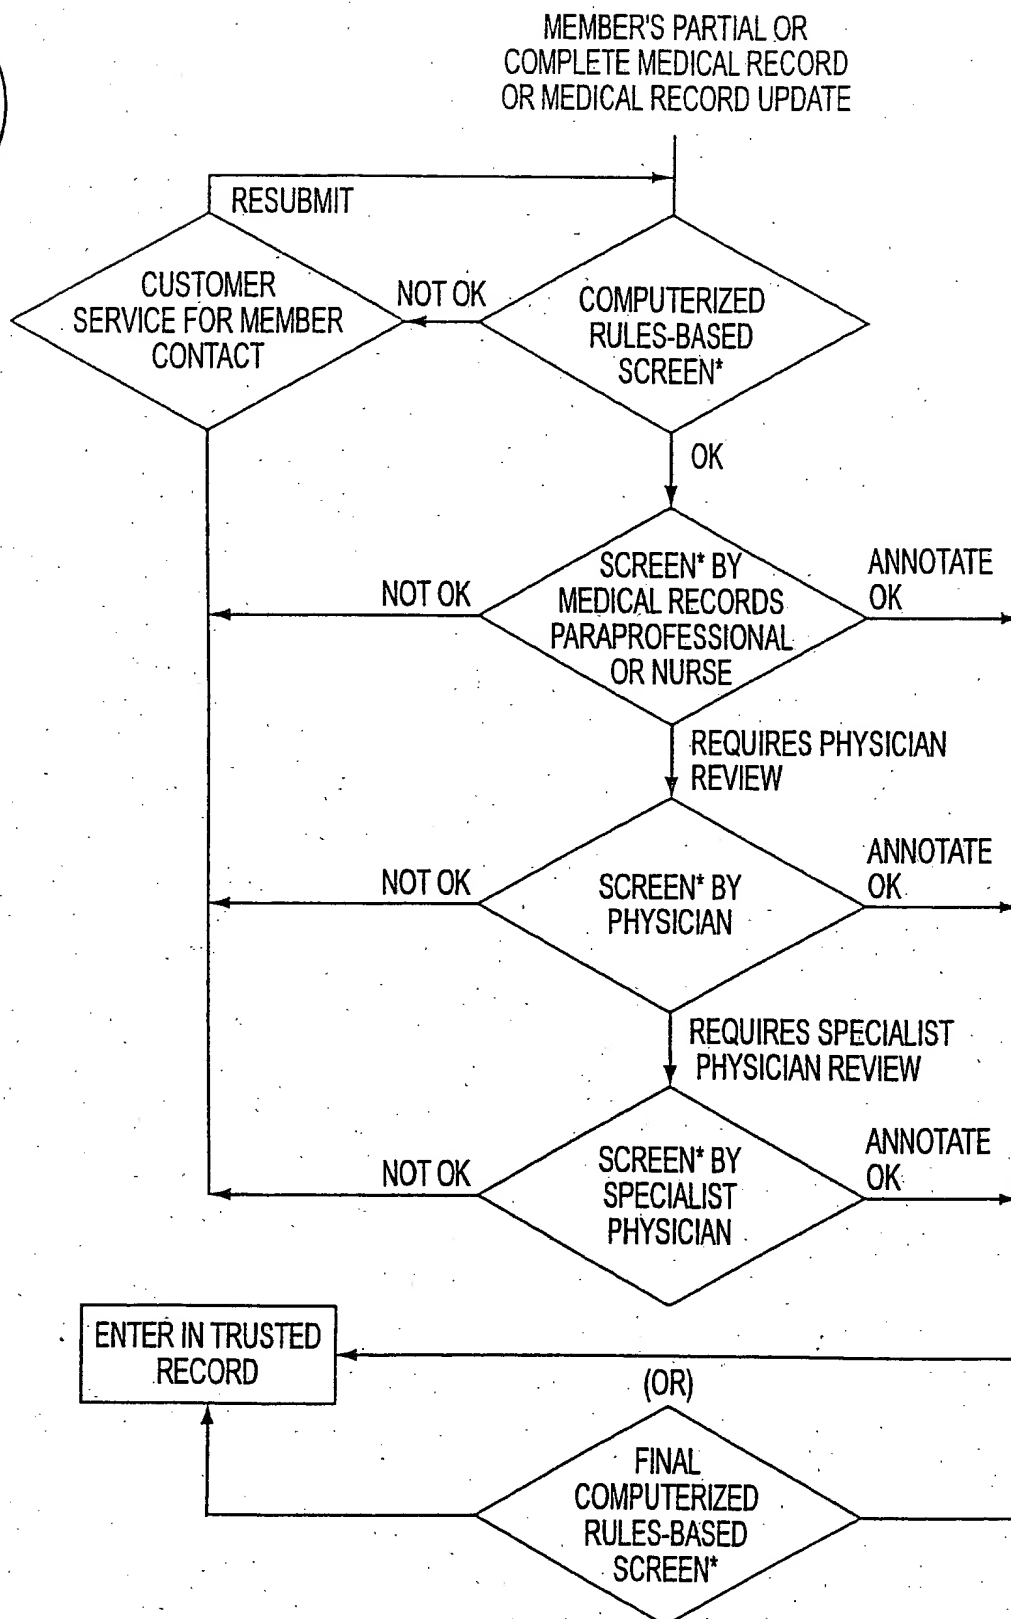 MEMBER'S PARTIAL OR
COMPLETE MEDICAL RECORD
OR MEDICAL RECORD UPDATE
RESUBMIT
CUSTOMER
SERVICE FOR MEMBER
CONTACT
NOT OK
COMPUTERIZED
RULES-BASED
SCREEN*
OK
NOT OK
SCREEN* BY
MEDICAL RECORDS
PARAPROFESSIONAL
OR NURSE
ANNOTATE
OK
REQUIRES PHYSICIAN
REVIEW
NOT OK
SCREEN* BY
PHYSICIAN
ANNOTATE
OK
REQUIRES SPECIALIST
PHYSICIAN REVIEW
NOT OK
SCREEN* BY
SPECIALIST
PHYSICIAN
ANNOTATE
OK
ENTER IN TRUSTED
RECORD
(OR)
FINAL
COMPUTERIZED
RULES-BASED
SCREEN*